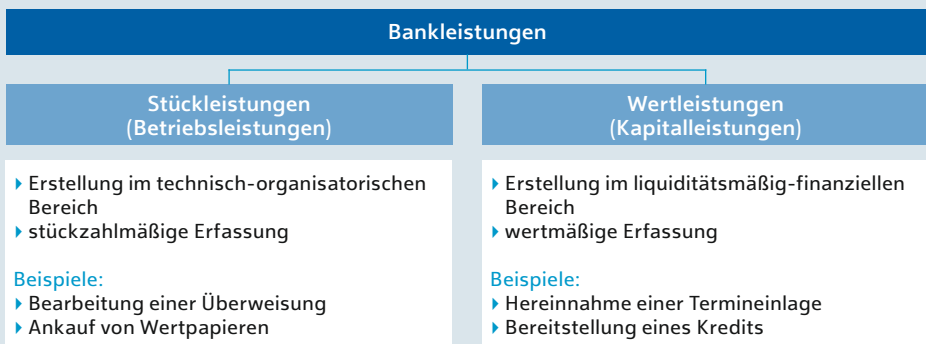 Bankleistungen
Stückleistungen
(Betriebsleistungen)
Erstellung im technisch-organisatorischen
Bereich
stückzahlmäßige Erfassung
Beispiele:
Bearbeitung einer Überweisung
Ankauf von Wertpapieren
Wertleistungen
(Kapitalleistungen)
Erstellung im liquiditätsmäßig-finanziellen
Bereich
wertmäßige Erfassung
Beispiele:
Hereinnahme einer Termineinlage
Bereitstellung eines Kredits